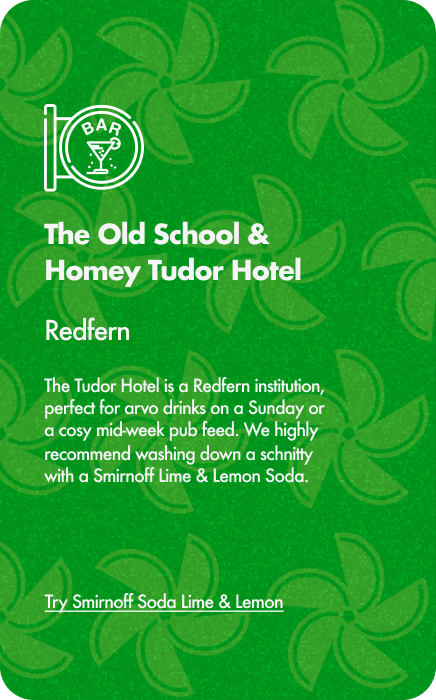 BAR
The Old School &
Homey Tudor Hotel
Redfern
The Tudor Hotel is a Redfern institution,
perfect for arvo drinks on a Sunday or
a cosy mid-week pub feed. We highly
recommend washing down a schnitty
with a Smirnoff Lime & Lemon Soda.
Try Smirnoff Soda Lime & Lemon